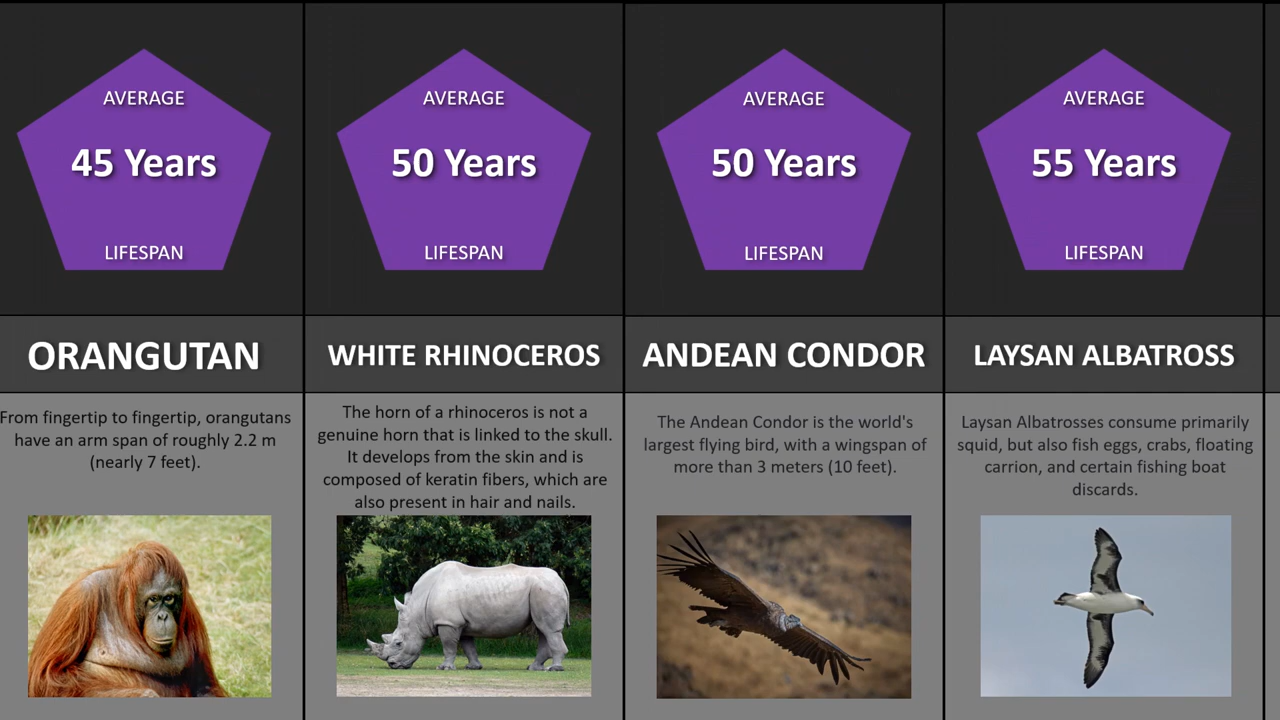 AVERAGE
45 Years
LIFESPAN
ORANGUTAN
From fingertip to fingertip, orangutans
have an arm span of roughly 2.2 m
(nearly 7 feet).
AVERAGE
50 Years
LIFESPAN
WHITE RHINOCEROS
The horn of a rhinoceros is not a
genuine horn that is linked to the skull.
It develops from the skin and is
composed of keratin fibers, which are
also present in hair and nails.
AVERAGE
50 Years
LIFESPAN
ANDEAN CONDOR
The Andean Condor is the world's
largest flying bird, with a wingspan of
more than 3 meters (10 feet).
AVERAGE
55 Years
LIFESPAN
LAYSAN ALBATROSS
Laysan Albatrosses consume primarily
squid, but also fish eggs, crabs, floating
carrion, and certain fishing boat
discards.